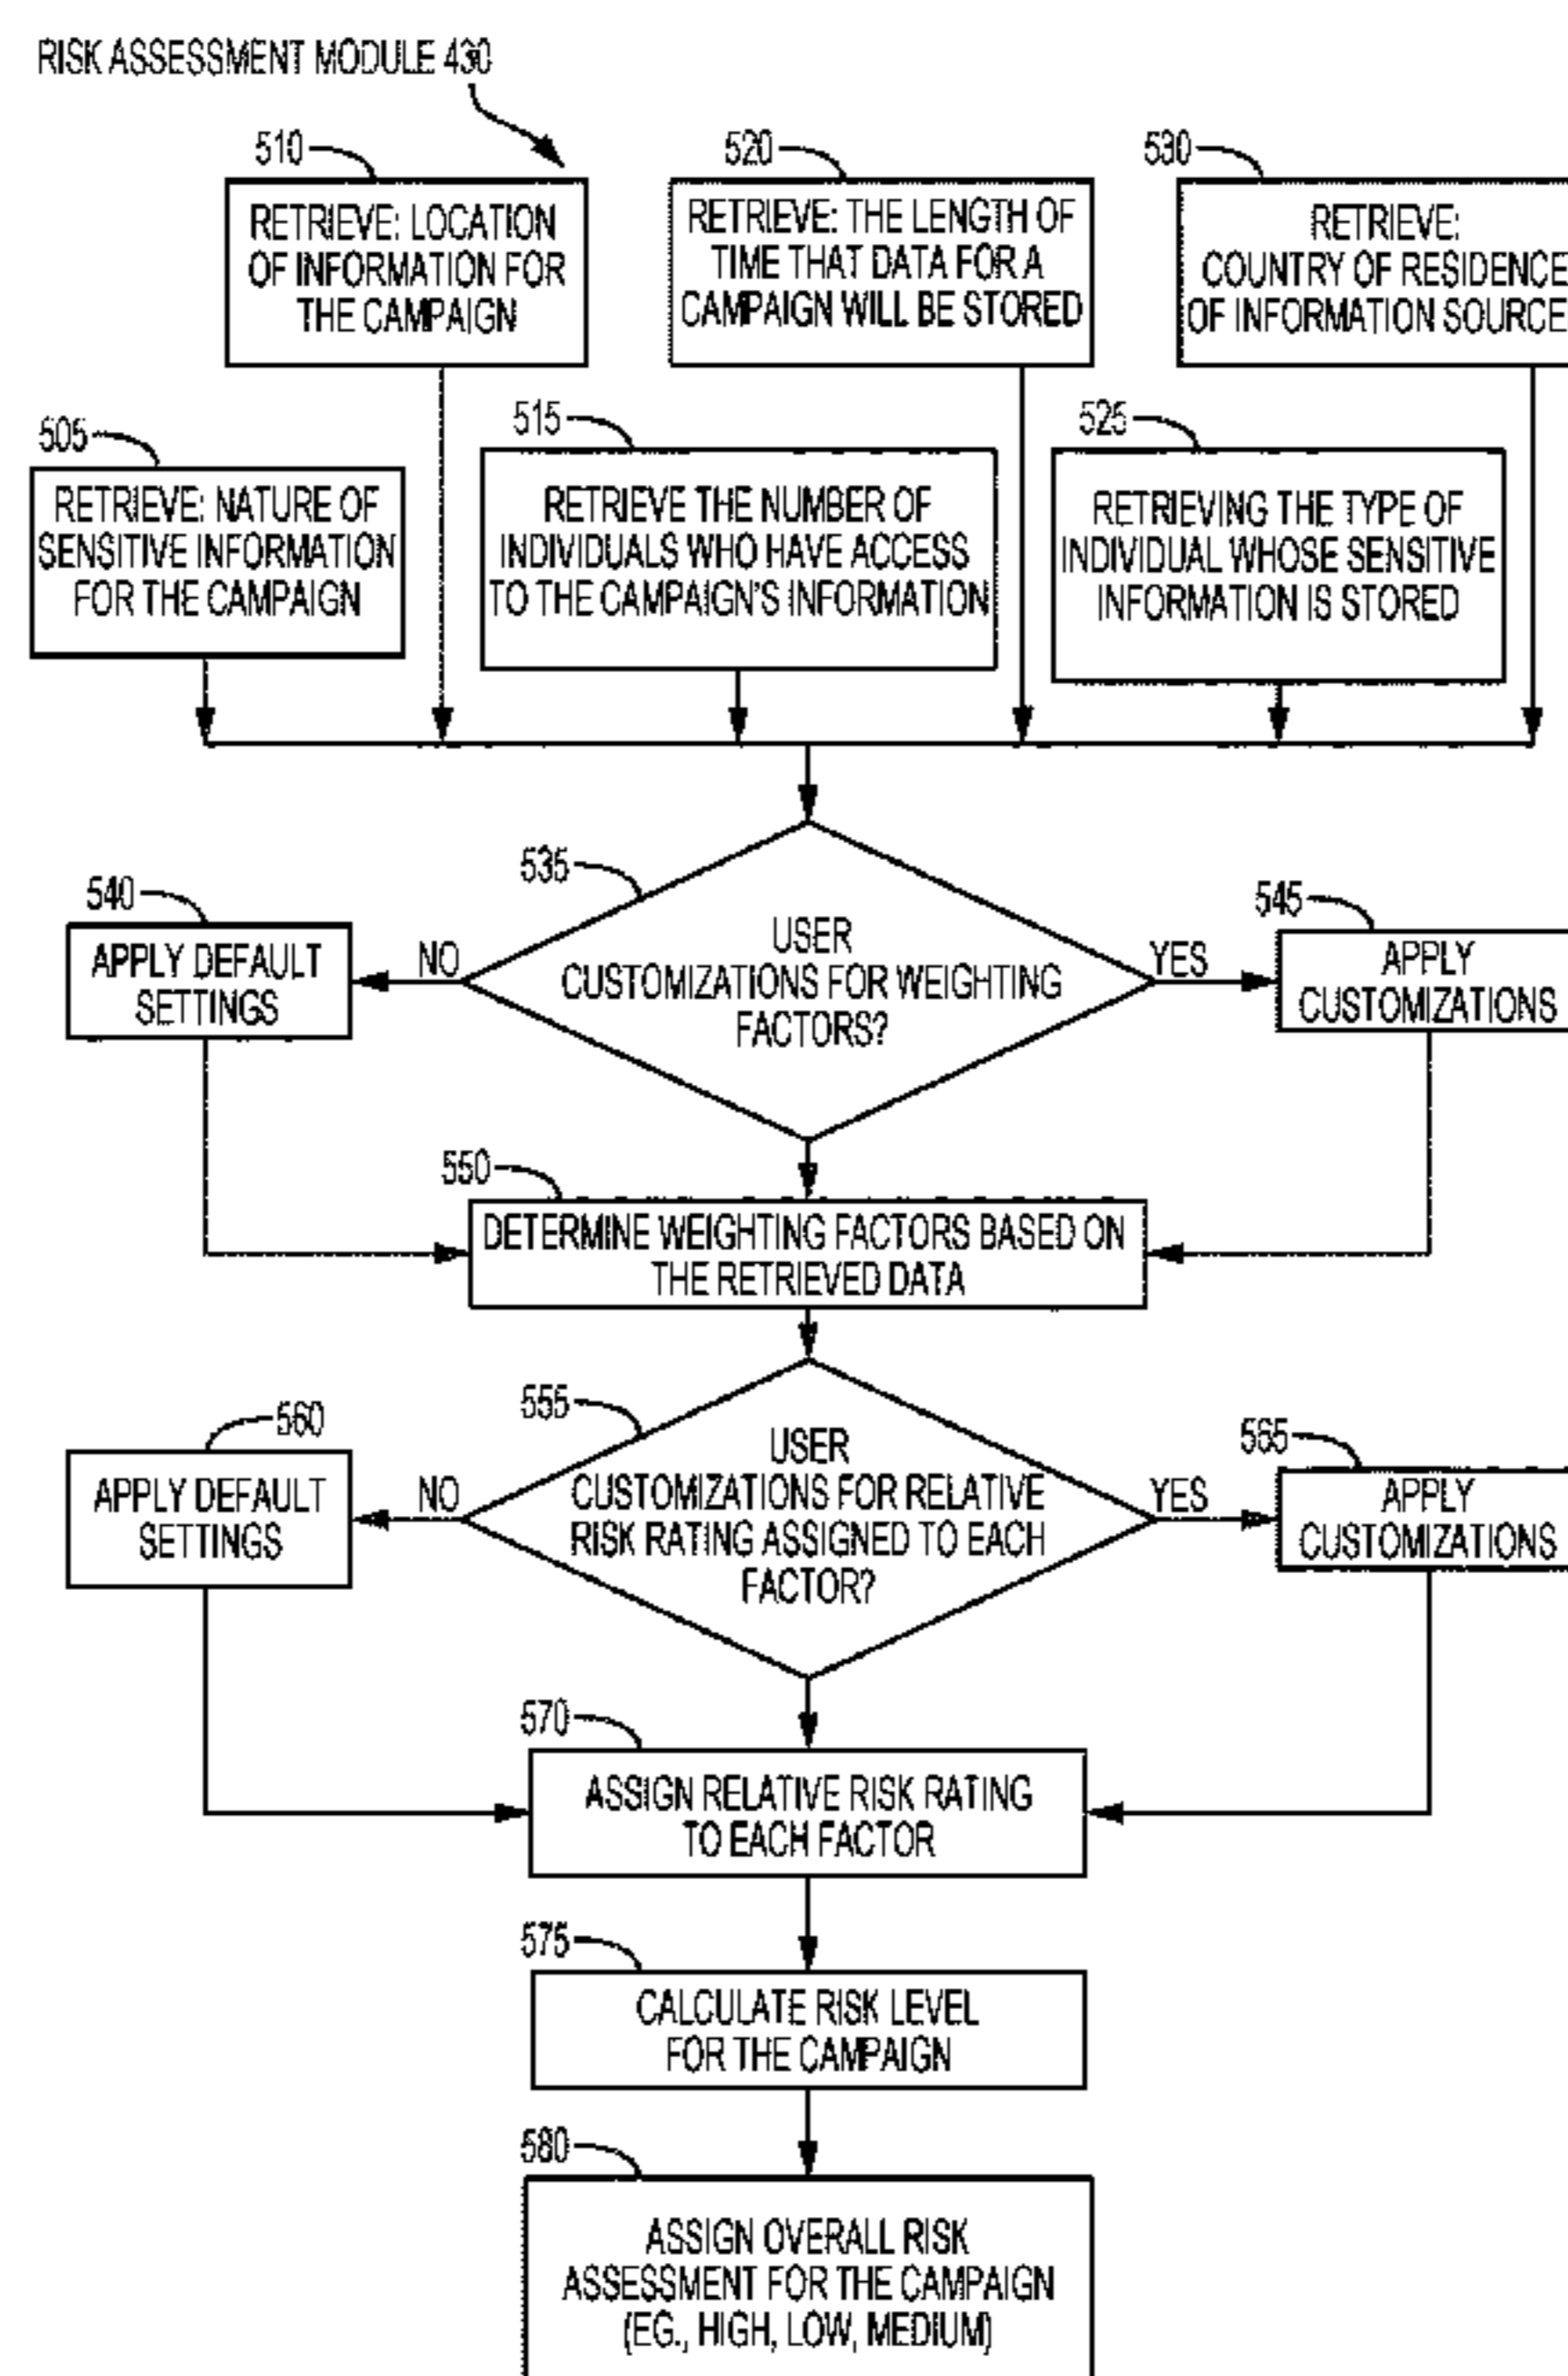 RISK ASSESSMENT MODULE 430
510
RETRIEVE: LOCATION
OF INFORMATION FOR
THE CAMPAIGN
520
RETRIEVE: THE LENGTH OF
TIME THAT DATA FOR A
CAMPAIGN WILL BE STORED
530
RETRIEVE:
COUNTRY OF RESIDENCE
OF INFORMATION SOURCE
505
RETRIEVE: NATURE OF
SENSITIVE INFORMATION
FOR THE CAMPAIGN
515
RETRIEVE THE NUMBER OF
INDIVIDUALS WHO HAVE ACCESS
TO THE CAMPAIGN'S INFORMATION
525
RETRIEVING THE TYPE OF
INDIVIDUAL WHOSE SENSITIVE
INFORMATION IS STORED
535
USER
CUSTOMIZATIONS FOR WEIGHTING
FACTORS?
540
APPLY DEFAULT
SETTINGS
NO
YES
545
APPLY
CUSTOMIZATIONS
550
DETERMINE WEIGHTING FACTORS BASED ON
THE RETRIEVED DATA
555
USER
CUSTOMIZATIONS FOR RELATIVE
RISK RATING ASSIGNED TO EACH
FACTOR?
560
APPLY DEFAULT
SETTINGS
NO
YES
565
APPLY
CUSTOMIZATIONS
570
ASSIGN RELATIVE RISK RATING
TO EACH FACTOR
575
CALCULATE RISK LEVEL
FOR THE CAMPAIGN
580
ASSIGN OVERALL RISK
ASSESSMENT FOR THE CAMPAIGN
(EG., HIGH, LOW, MEDIUM)